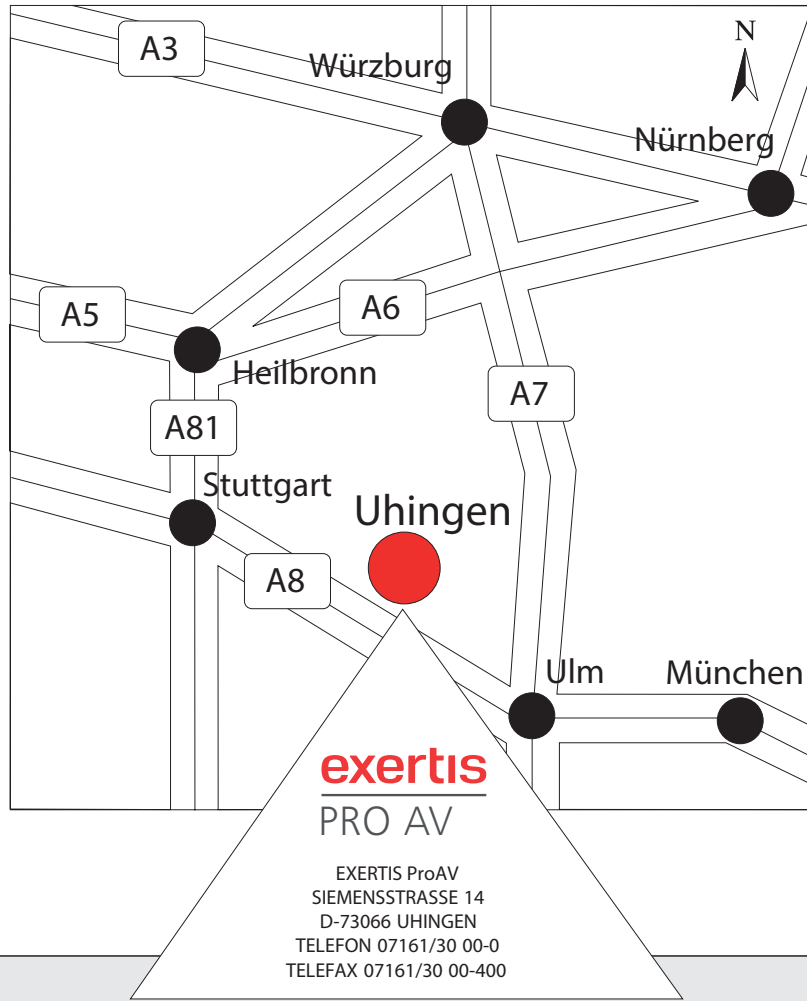 A3
Würzburg
N
Nürnberg
A5
A6
Heilbronn
A7
A81
Stuttgart
Uhingen
A8
Ulm
München
exertis
PRO AV
EXERTIS ProAV
SIEMENSSTRASSE 14
D-73066 UHINGEN
TELEFON 07161/30 00-0
TELEFAX 07161/30 00-400